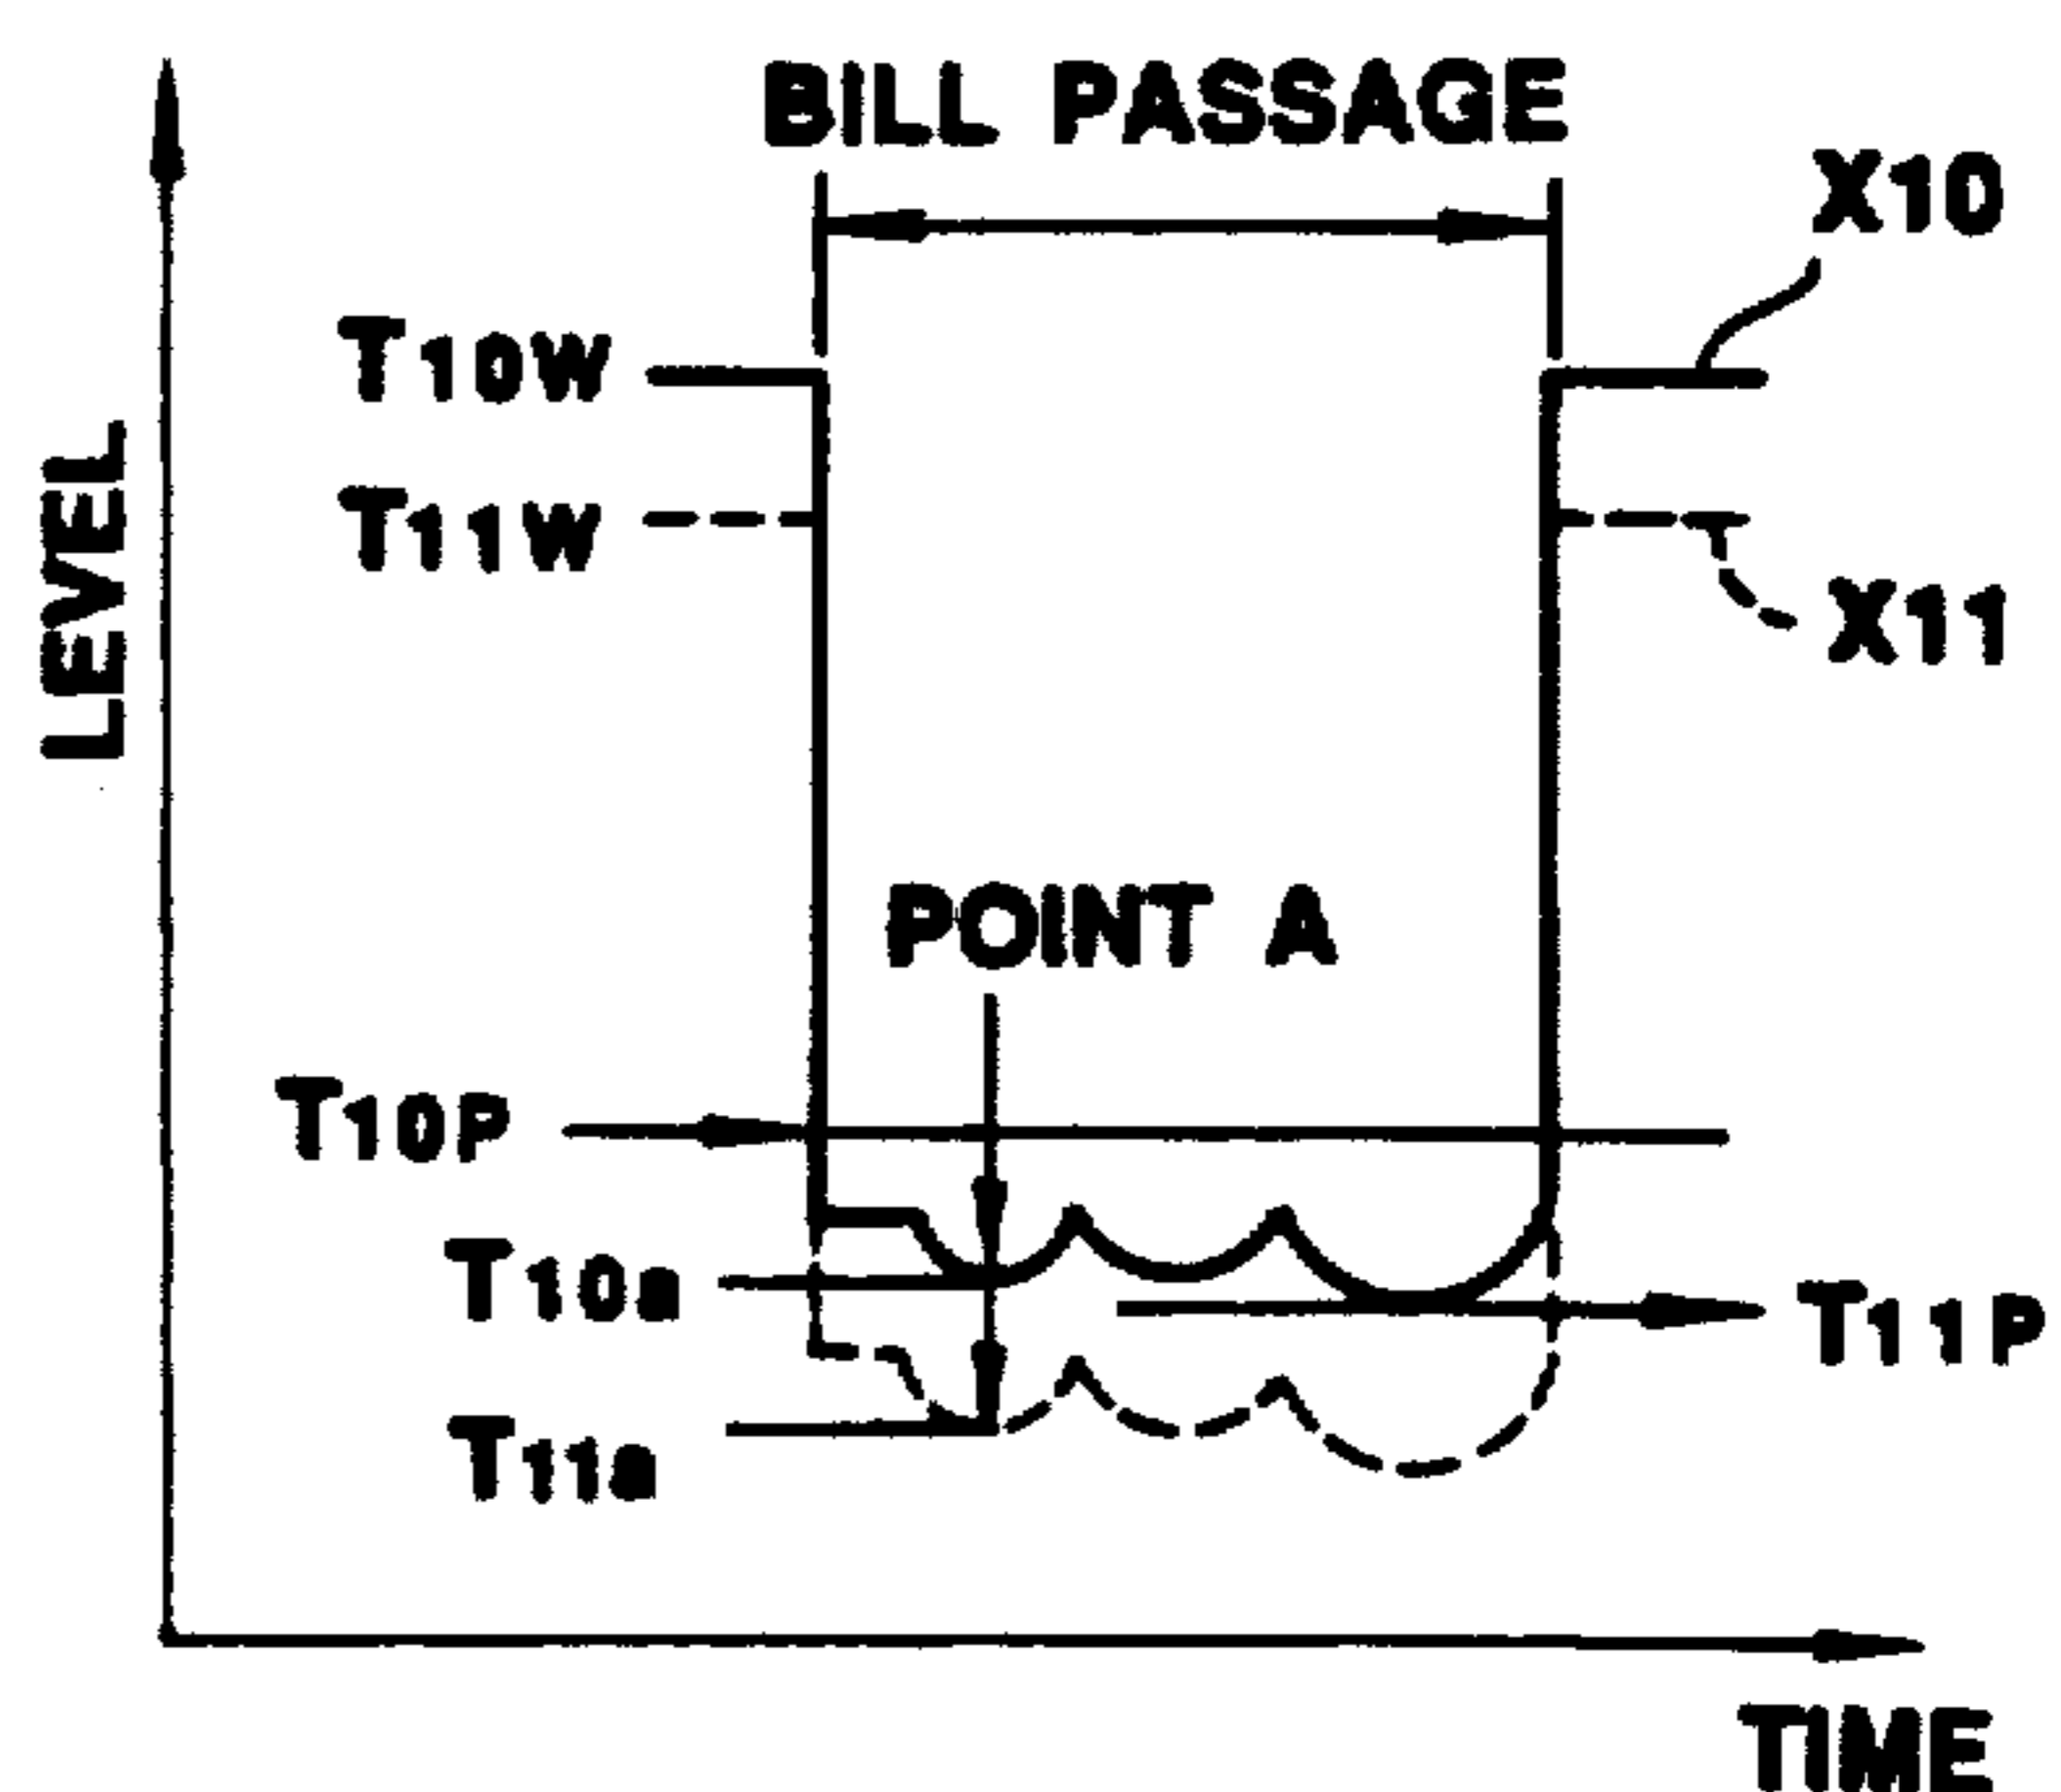 BILL PASSAGE
X10
T10W
LEVEL
T11W
X11
POINT A
T10P
T10a
T11P
T11a
TIME